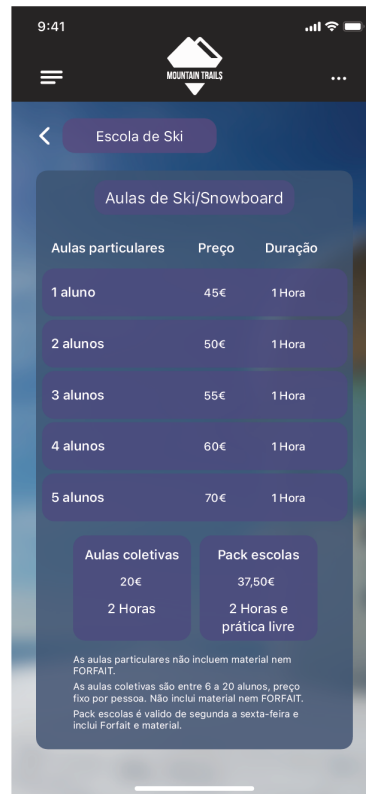 9:41
MOUNTAIN TRAILS
Escola de Ski
Aulas de Ski/Snowboard
Aulas particulares Preço Duração
1 aluno 45€ 1 Hora
2 alunos 50€ 1 Hora
3 alunos 55€ 1 Hora
4 alunos 60€ 1 Hora
5 alunos 70€ 1 Hora
Aulas coletivas
20€
2 Horas
Pack escolas
37,50€
2 Horas e
prática livre
As aulas particulares não incluem material nem
FORFAIT.
As aulas coletivas são entre 6 a 20 alunos, preço
fixo por pessoa. Não inclui material nem FORFAIT.
Pack escolas é valido de segunda a sexta-feira e
inclui Forfait e material.